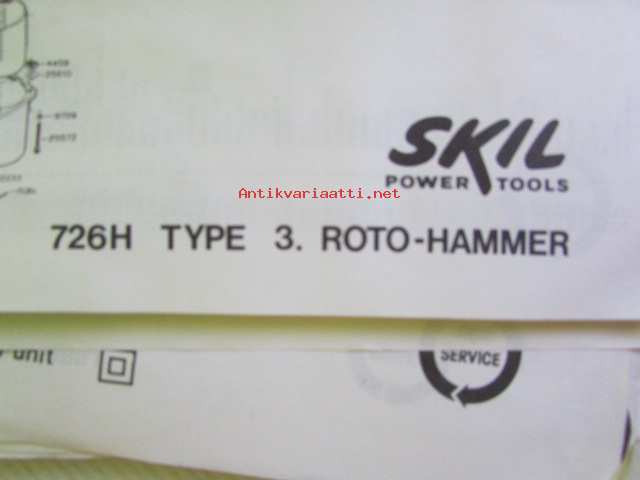 SKIL
POWER TOOLS
Antikvariaatti.net
726H TYPE 3. ROTO-HAMMER
unit
SERVICE